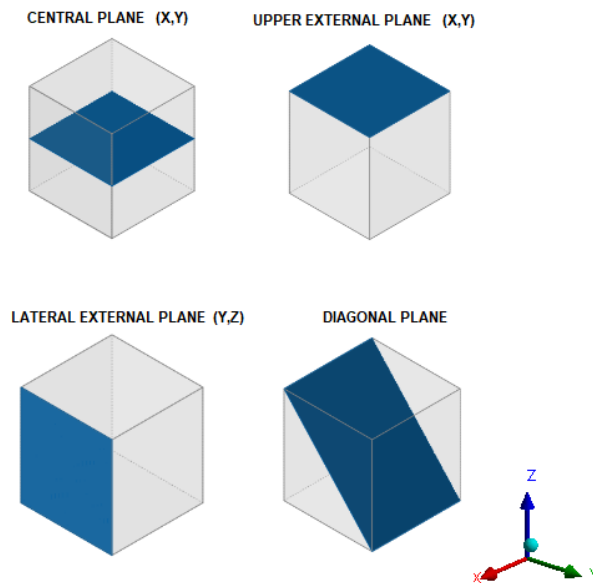 CENTRAL PLANE (X,Y)
UPPER EXTERNAL PLANE (X,Y)
LATERAL EXTERNAL PLANE (Y,Z)
DIAGONAL PLANE
Z
X
Y